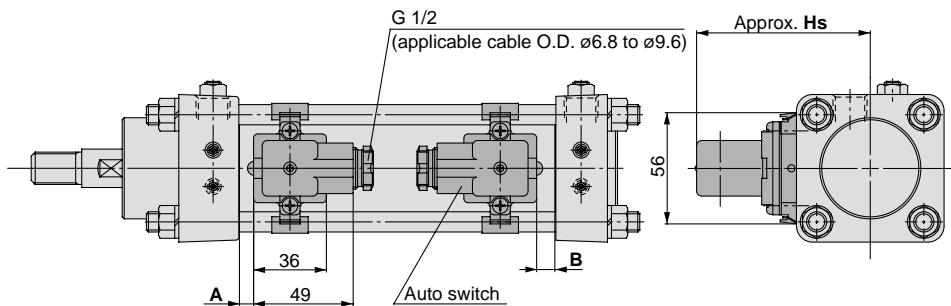 G 1/2
(applicable cable O.D. ø6.8 to ø9.6)
Approx. Hs
56
36
A
49
B
Auto switch